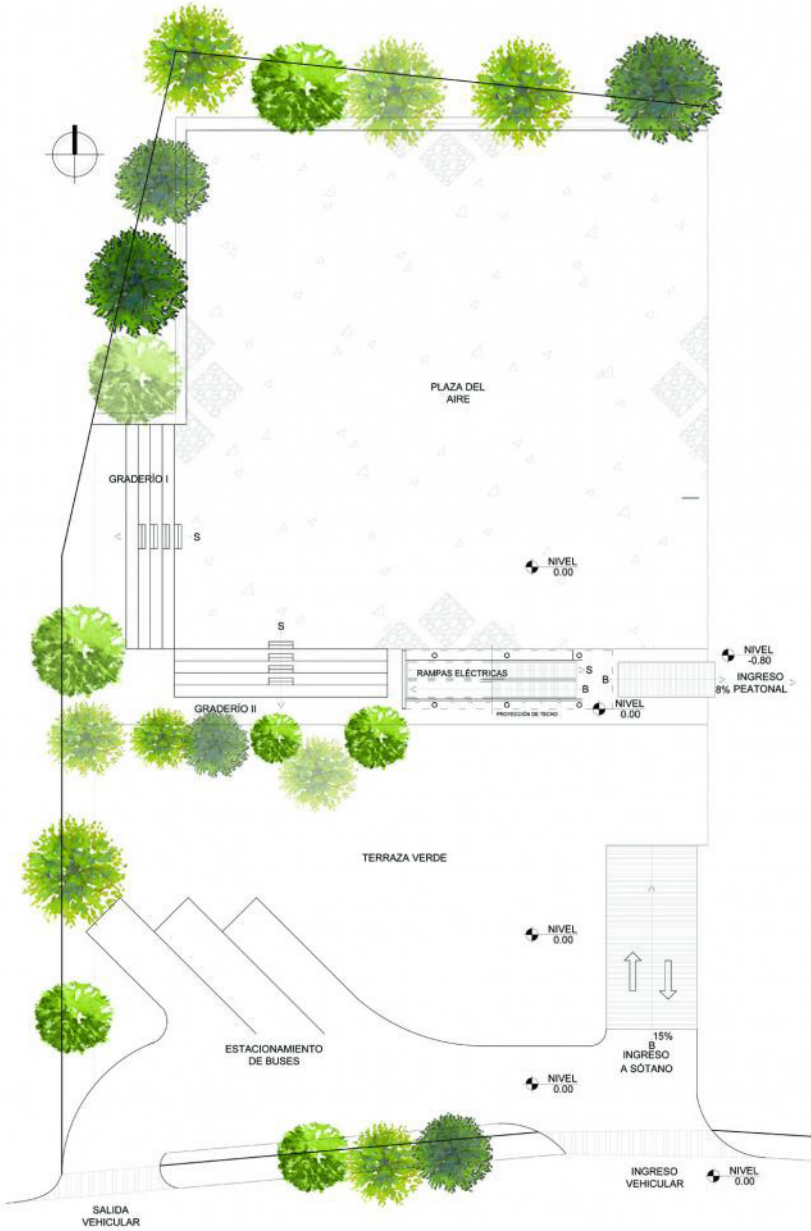 PLAZA DEL
AIRE
GRADERÍO I
S
NIVEL
0.00
S
NIVEL
-0.80
RAMPAS ELÉCTRICAS
S
B
B
8%
INGRESO
PEATONAL
GRADERÍO II
NIVEL
0.00
PROYECCIÓN DE TECHO
TERRAZA VERDE
NIVEL
0.00
15%
B
INGRESO
A SÓTANO
ESTACIONAMIENTO
DE BUSES
NIVEL
0.00
INGRESO
VEHICULAR
NIVEL
0.00
SALIDA
VEHICULAR